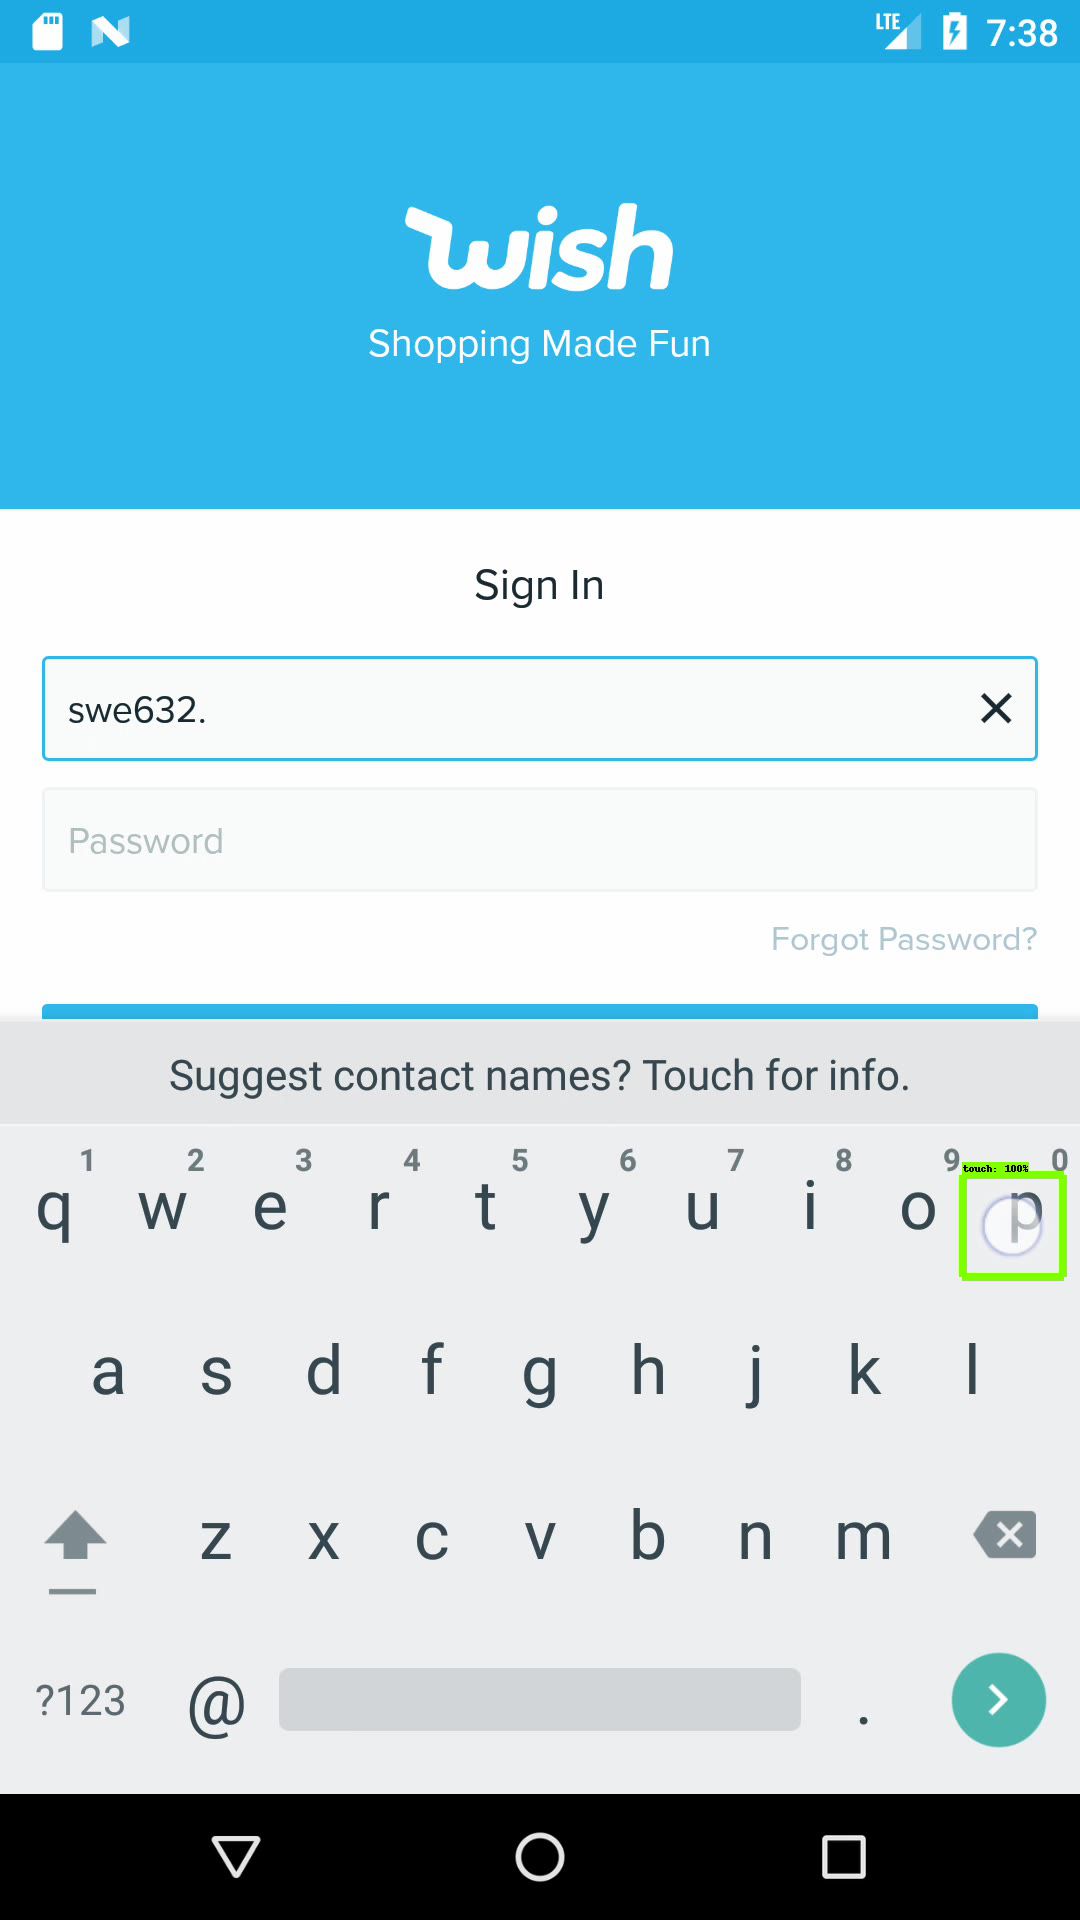 LTE 7:38
wish
Shopping Made Fun
Sign In
swe632.
Password
Forgot Password?
Suggest contact names? Touch for info.
1 2 3 4 5 6 7 8 9 0
touch: 100%
q w e r t y u i o p
a s d f g h j k l
z x c v b n m
?123 @ .